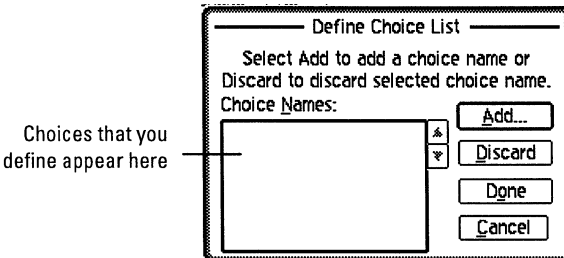 Define Choice List
Select Add to add a choice name or
Discard to discard selected choice name.
Choice Names:
Add...
Discard
Done
Cancel
Choices that you
define appear here